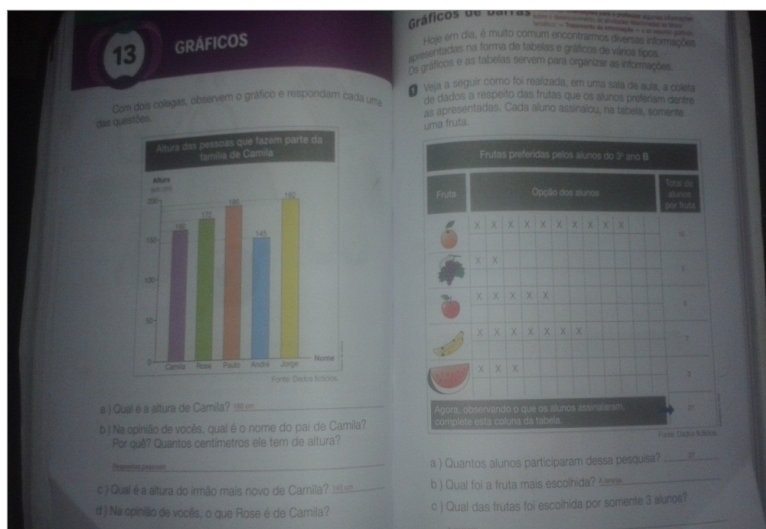 13
GRÁFICOS
Com dois colegas, observem o gráfico e respondam cada uma
das questões.
Altura das pessoas que fazem parte da
família de Camila
Altura
200
150
100
50
0
Camila Rose Paulo André Jorge
Nome
Fonte: Dados fictícios.
a ) Qual é a altura de Camila?
b ) Na opinião de vocês, qual é o nome do pai de Camila?
Por quê? Quantos centímetros ele tem de altura?
c ) Qual é a altura do irmão mais novo de Camila?
d ) Na opinião de vocês, o que Rose é de Camila?
Gráficos de barras
Hoje em dia, é muito comum encontrarmos diversas informações
apresentadas na forma de tabelas e gráficos de vários tipos.
Os gráficos e as tabelas servem para organizar as informações.
Veja a seguir como foi realizada, em uma sala de aula, a coleta
de dados a respeito das frutas que os alunos preferiam dentre
as apresentadas. Cada aluno assinalou, na tabela, somente
uma fruta.
Frutas preferidas pelos alunos do 3º ano B
Fruta
Opção dos alunos
Total de
alunos
por fruta
X X X X X X X X X X
X X
X X X X X
X X X X X X X
X X X
Agora, observando o que os alunos assinalaram,
complete esta coluna da tabela.
Fonte: Dados fictícios.
a ) Quantos alunos participaram dessa pesquisa? 27
b ) Qual foi a fruta mais escolhida?
c ) Qual das frutas foi escolhida por somente 3 alunos?